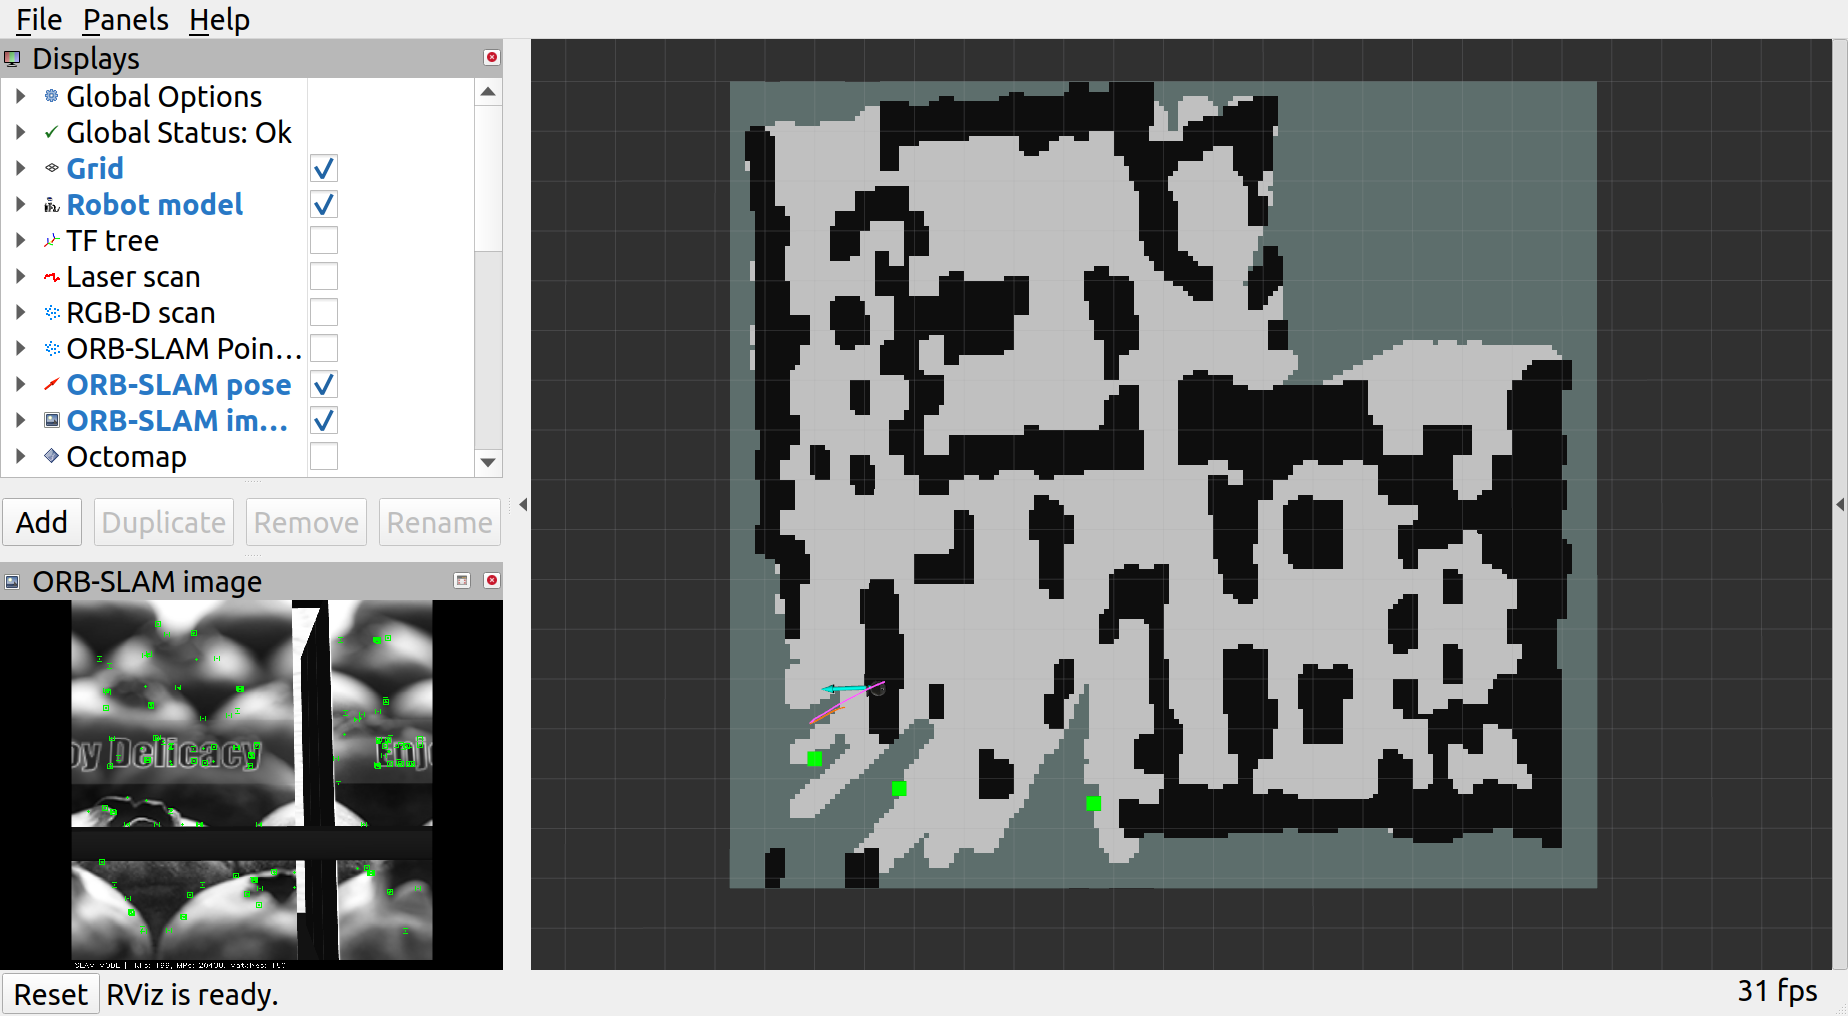 File Panels Help
Displays
Global Options
Global Status: Ok
Grid
Robot model
TF tree
Laser scan
RGB-D scan
ORB-SLAM Poin...
ORB-SLAM pose
ORB-SLAM im...
Octomap
Add Duplicate Remove Rename
ORB-SLAM image
oy Delicacy Enj
Reset RViz is ready.
31 fps